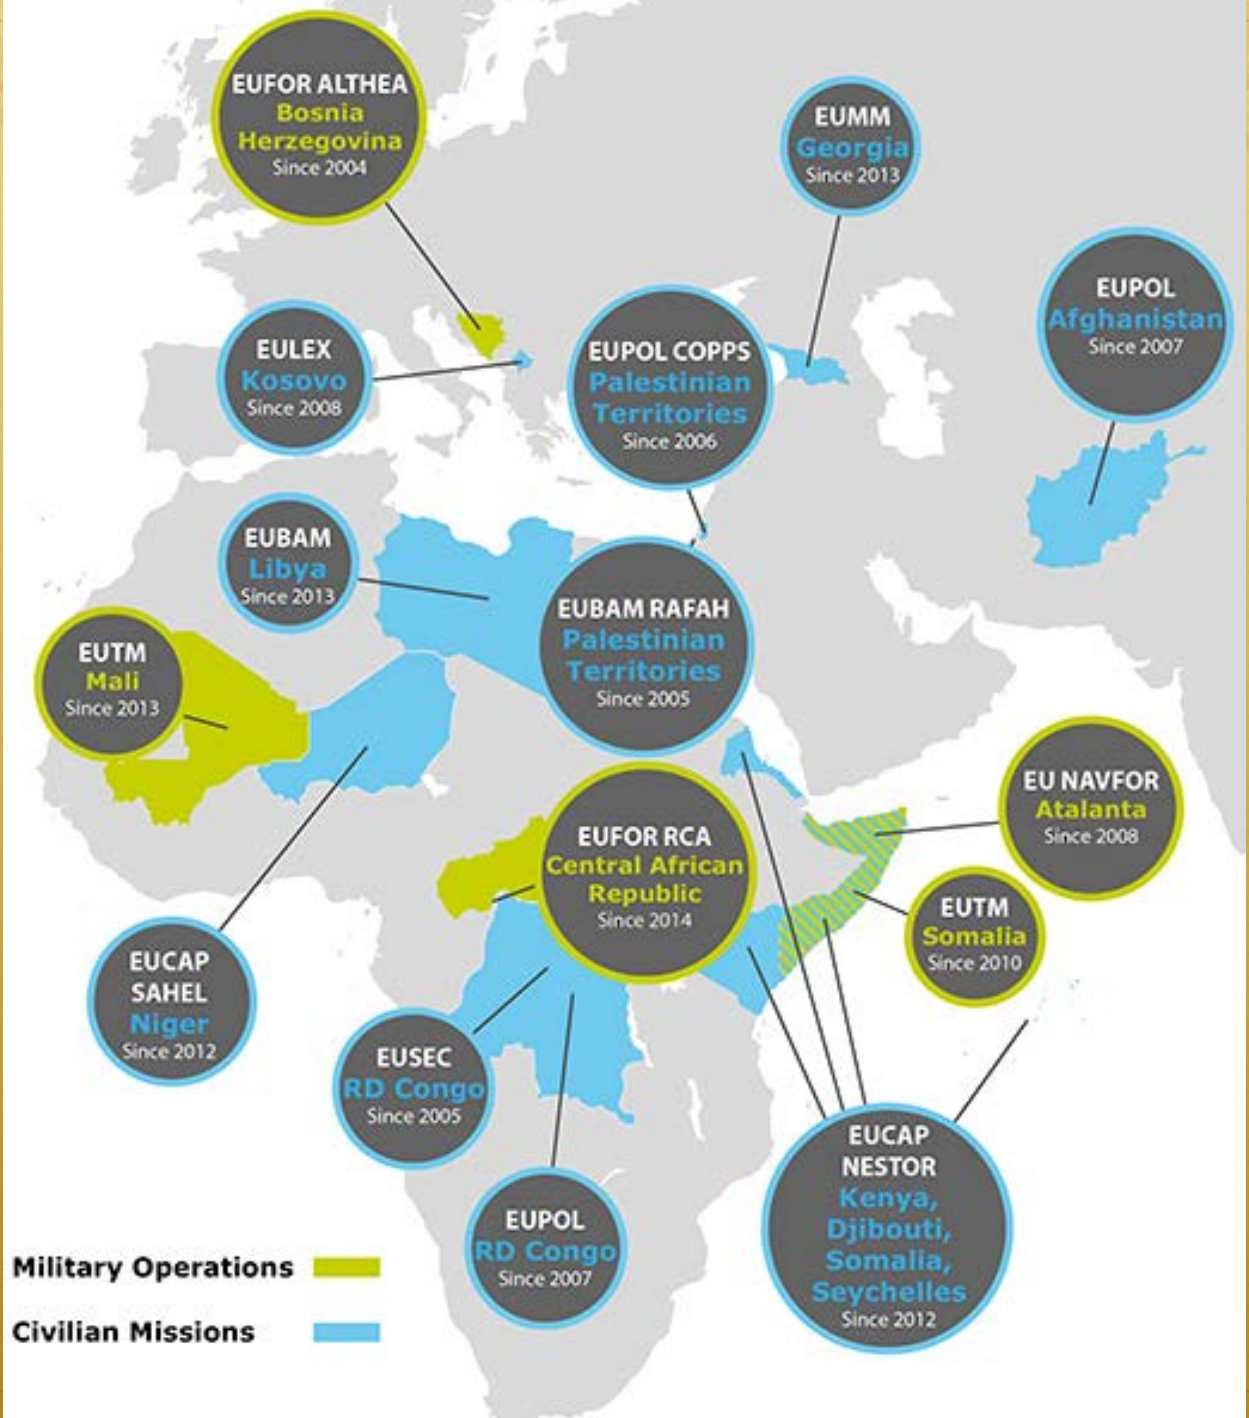 EUFOR ALTHEA
Bosnia
Herzegovina
Since 2004
EUMM
Georgia
Since 2013
EUPOL
Afghanistan
Since 2007
EULEX
Kosovo
Since 2008
EUPOL COPPS
Palestinian
Territories
Since 2006
EUBAM
Libya
Since 2013
EUBAM RAFAH
Palestinian
Territories
Since 2005
EUTM
Mali
Since 2013
EU NAVFOR
Atalanta
Since 2008
EUFOR RCA
Central African
Republic
Since 2014
EUTM
Somalia
Since 2010
EUCAP
SAHEL
Niger
Since 2012
EUSEC
RD Congo
Since 2005
EUCAP
NESTOR
Kenya,
Djibouti,
Somalia,
Seychelles
Since 2012
EUPOL
RD Congo
Since 2007
Military Operations
Civilian Missions